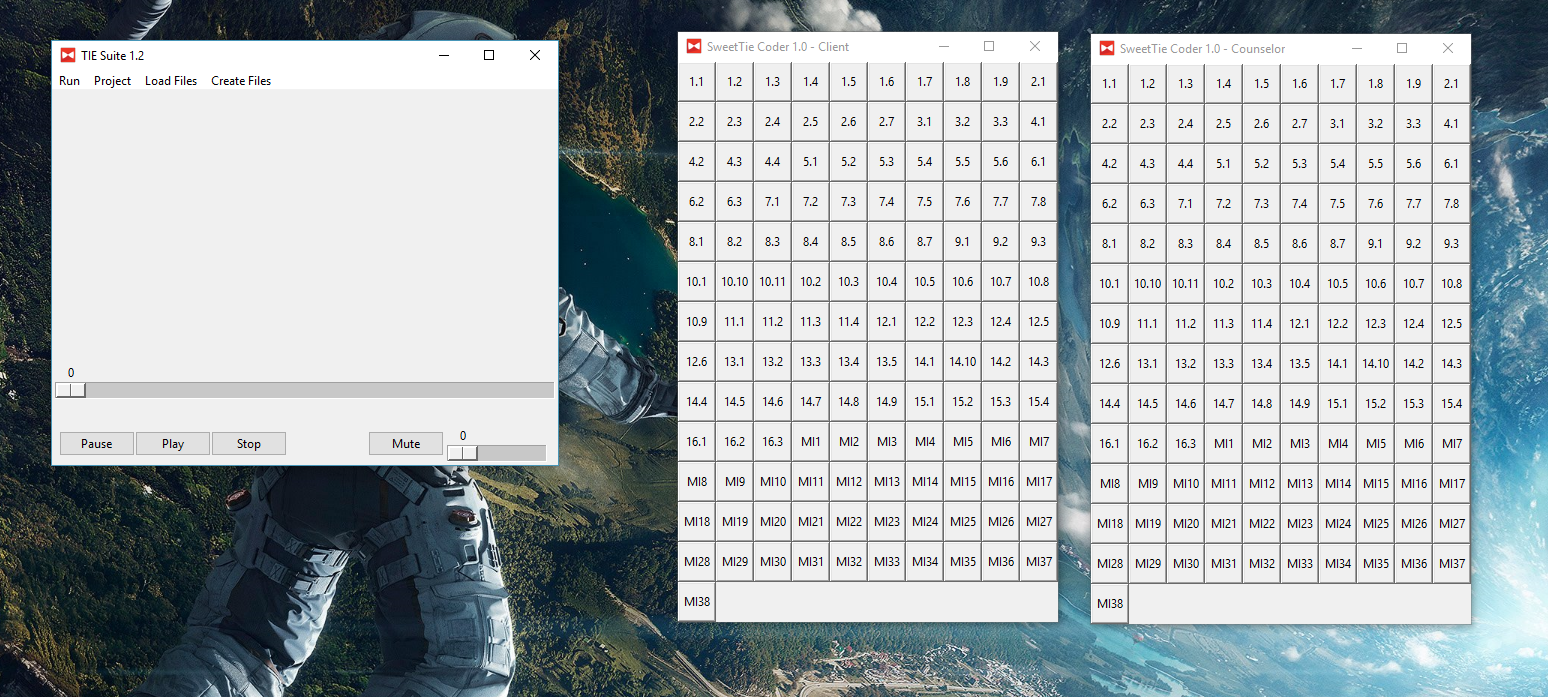 TIE Suite 1.2
Run Project Load Files Create Files
0
Pause Play Stop Mute 0
SweetTie Coder 1.0 - Client
1.1 1.2 1.3 1.4 1.5 1.6 1.7 1.8 1.9 2.1
2.2 2.3 2.4 2.5 2.6 2.7 3.1 3.2 3.3 4.1
4.2 4.3 4.4 5.1 5.2 5.3 5.4 5.5 5.6 6.1
6.2 6.3 7.1 7.2 7.3 7.4 7.5 7.6 7.7 7.8
8.1 8.2 8.3 8.4 8.5 8.6 8.7 9.1 9.2 9.3
10.1 10.10 10.11 10.2 10.3 10.4 10.5 10.6 10.7 10.8
10.9 11.1 11.2 11.3 11.4 12.1 12.2 12.3 12.4 12.5
12.6 13.1 13.2 13.3 13.4 13.5 14.1 14.10 14.2 14.3
14.4 14.5 14.6 14.7 14.8 14.9 15.1 15.2 15.3 15.4
16.1 16.2 16.3 MI1 MI2 MI3 MI4 MI5 MI6 MI7
MI8 MI9 MI10 MI11 MI12 MI13 MI14 MI15 MI16 MI17
MI18 MI19 MI20 MI21 MI22 MI23 MI24 MI25 MI26 MI27
MI28 MI29 MI30 MI31 MI32 MI33 MI34 MI35 MI36 MI37
MI38
SweetTie Coder 1.0 - Counselor
1.1 1.2 1.3 1.4 1.5 1.6 1.7 1.8 1.9 2.1
2.2 2.3 2.4 2.5 2.6 2.7 3.1 3.2 3.3 4.1
4.2 4.3 4.4 5.1 5.2 5.3 5.4 5.5 5.6 6.1
6.2 6.3 7.1 7.2 7.3 7.4 7.5 7.6 7.7 7.8
8.1 8.2 8.3 8.4 8.5 8.6 8.7 9.1 9.2 9.3
10.1 10.10 10.11 10.2 10.3 10.4 10.5 10.6 10.7 10.8
10.9 11.1 11.2 11.3 11.4 12.1 12.2 12.3 12.4 12.5
12.6 13.1 13.2 13.3 13.4 13.5 14.1 14.10 14.2 14.3
14.4 14.5 14.6 14.7 14.8 14.9 15.1 15.2 15.3 15.4
16.1 16.2 16.3 MI1 MI2 MI3 MI4 MI5 MI6 MI7
MI8 MI9 MI10 MI11 MI12 MI13 MI14 MI15 MI16 MI17
MI18 MI19 MI20 MI21 MI22 MI23 MI24 MI25 MI26 MI27
MI28 MI29 MI30 MI31 MI32 MI33 MI34 MI35 MI36 MI37
MI38